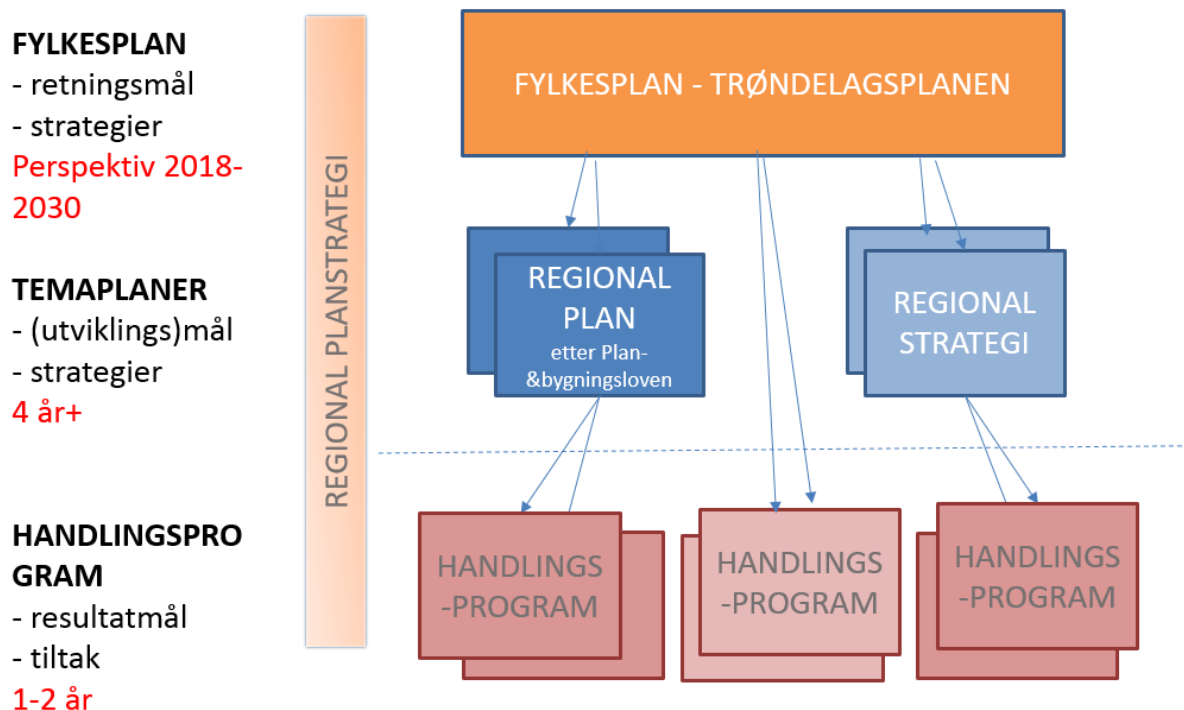 FYLKESPLAN
- retningsmål
- strategier
Perspektiv 2018-
2030
TEMAPLANER
- (utviklings)mål
- strategier
4 år+
HANDLINGSPRO
GRAM
- resultatmål
- tiltak
1-2 år
REGIONAL PLANSTRATEGI
FYLKESPLAN - TRØNDELAGSPLANEN
REGIONAL
PLAN
etter Plan-
&bygningsloven
REGIONAL
STRATEGI
HANDLINGS
-PROGRAM
HANDLINGS
-PROGRAM
HANDLINGS
-PROGRAM